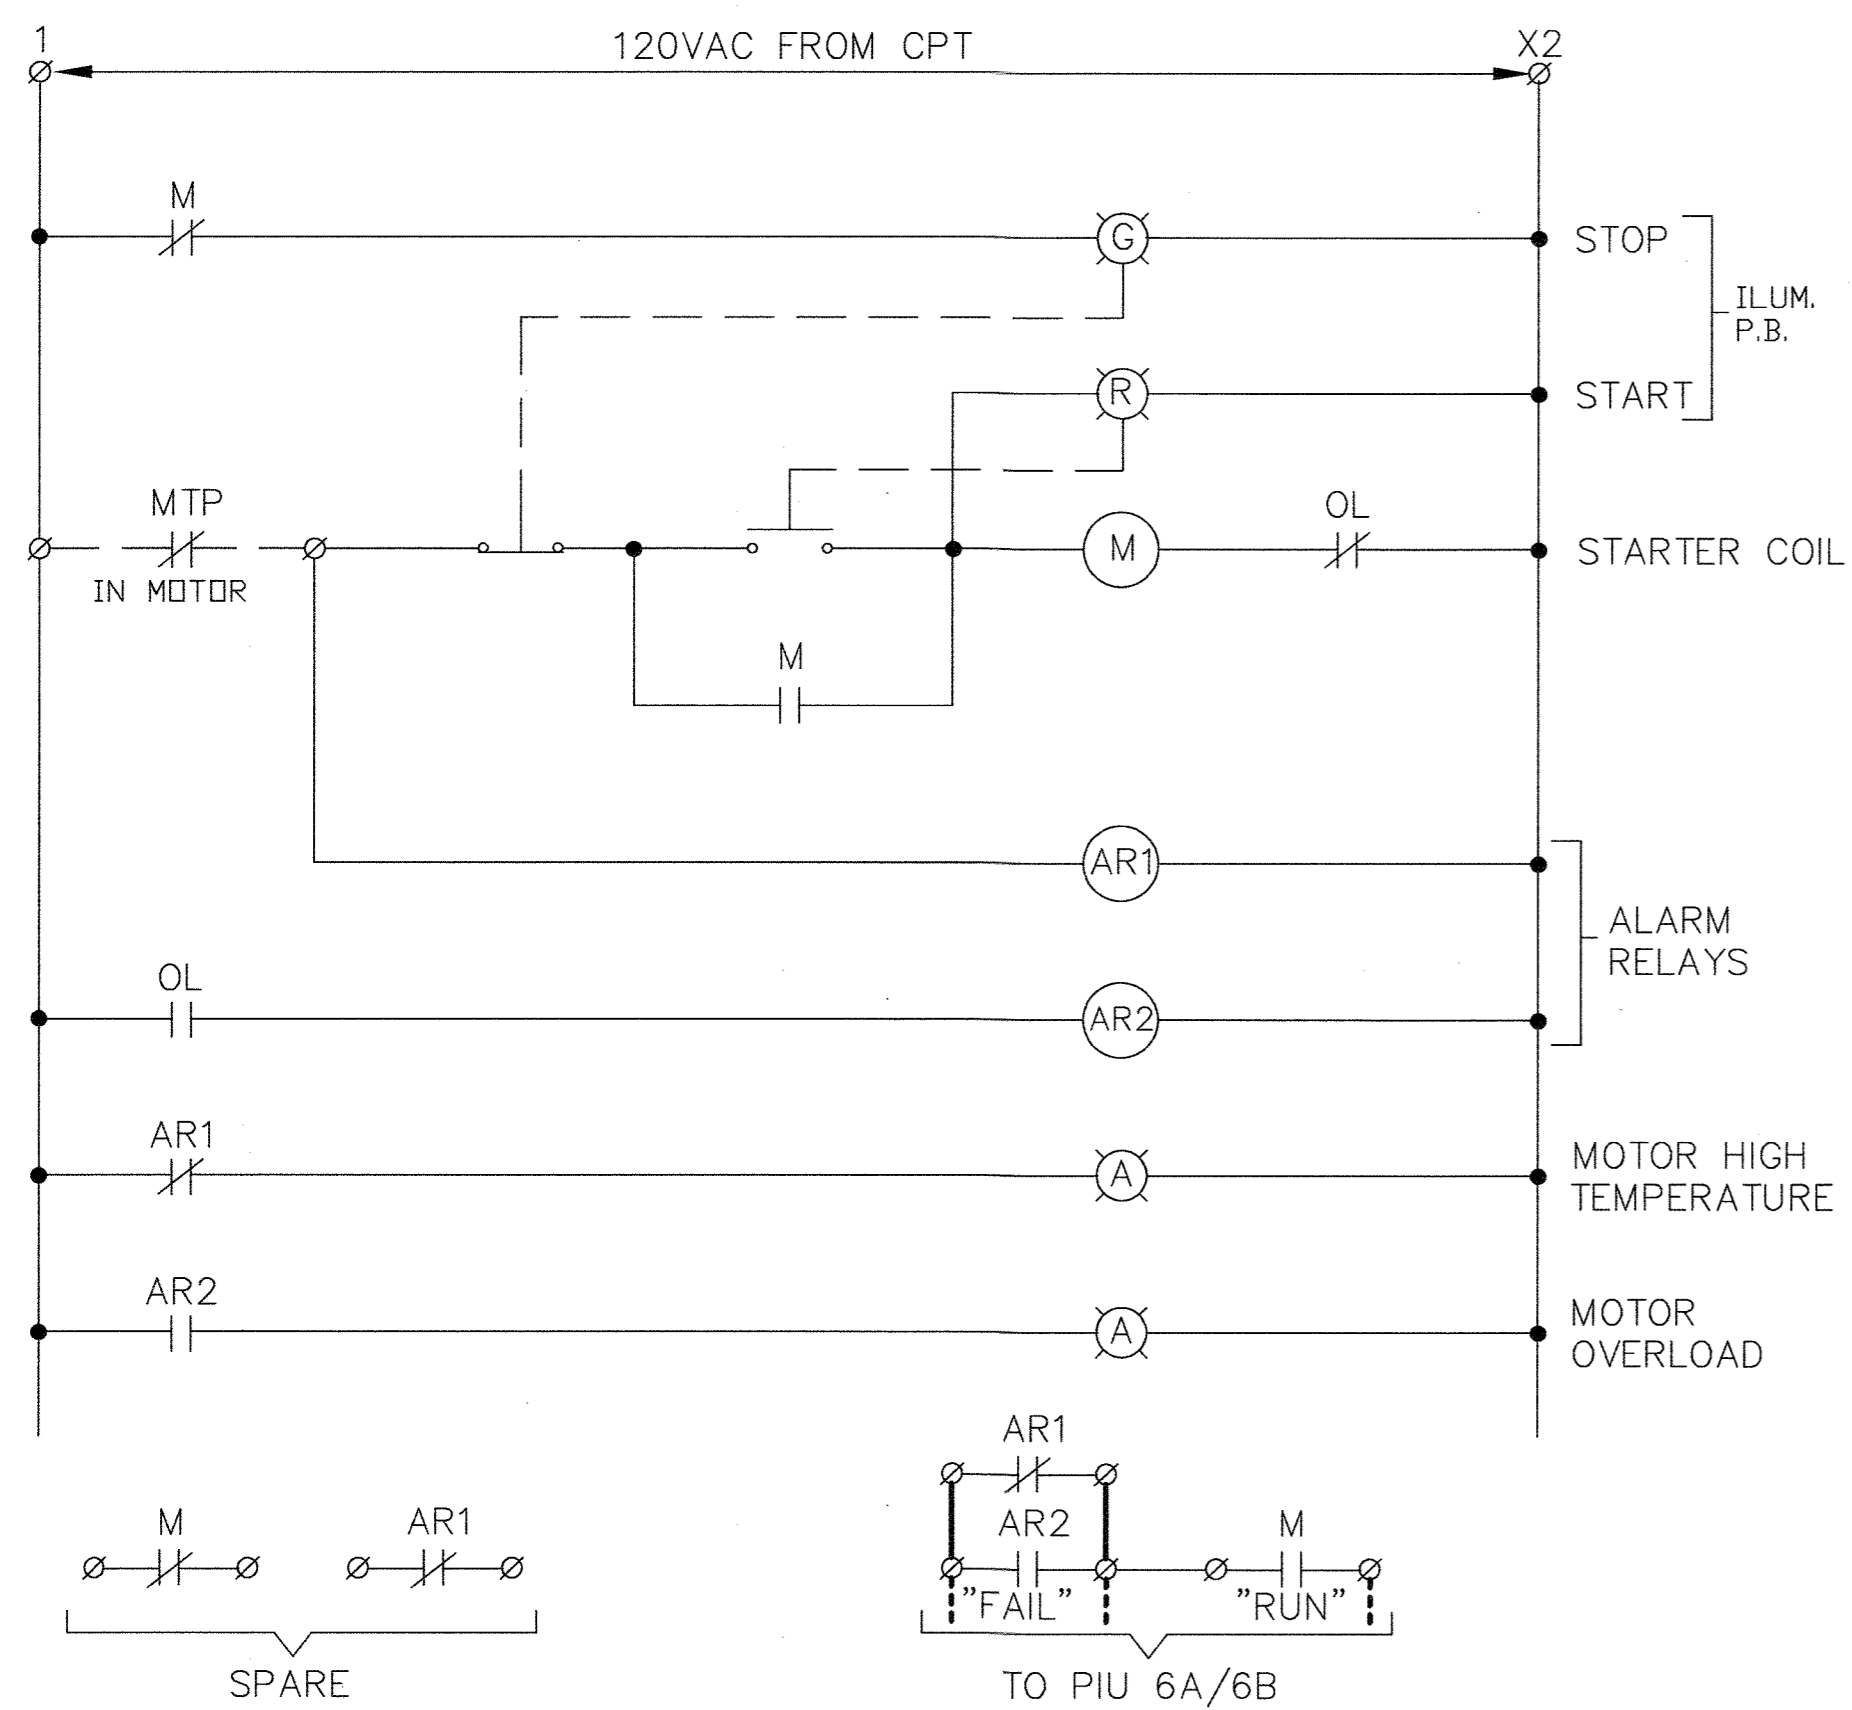 1
120VAC FROM CPT
X2
M
G
STOP
ILUM.
P.B.
R
START
MTP
IN MOTOR
M
OL
STARTER COIL
M
AR1
ALARM
RELAYS
OL
AR2
AR1
A
MOTOR HIGH
TEMPERATURE
AR2
A
MOTOR
OVERLOAD
AR1
M
AR1
AR2
M
"FAIL"
"RUN"
SPARE
TO PIU 6A/6B